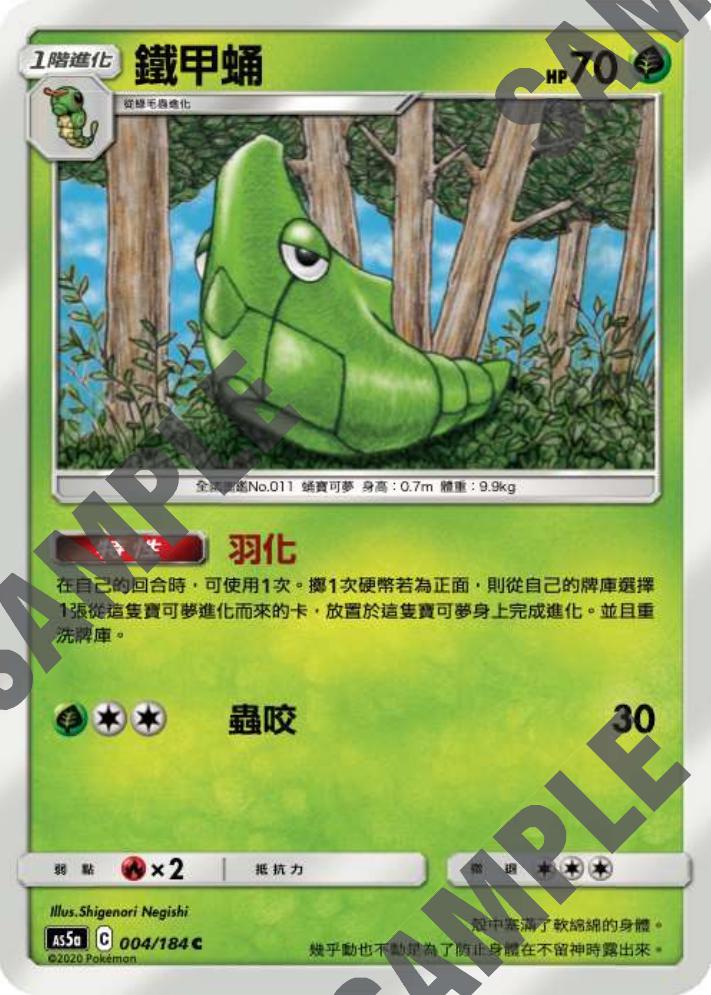 1階進化
鐵甲蛹
HP 70
從綠毛蟲進化
全國圖鑑No.011 蛹寶可夢 身高：0.7m 體重：9.9kg
特性
羽化
在自己的回合時，可使用1次。擲1次硬幣若為正面，則從自己的牌庫選擇
1張從這隻寶可夢進化而來的卡，放置於這隻寶可夢身上完成進化。並且重
洗牌庫。
蟲咬
30
弱點 ×2 抵抗力 撤退
Illus.Shigenori Negishi
殼中塞滿了軟綿綿的身體。
AS5a C 004/184 C
幾乎動也不動是為了防止身體在不留神時露出來。
©2020 Pokémon
SAMPLE
SAMPLE
SAMPLE
SAMPLE